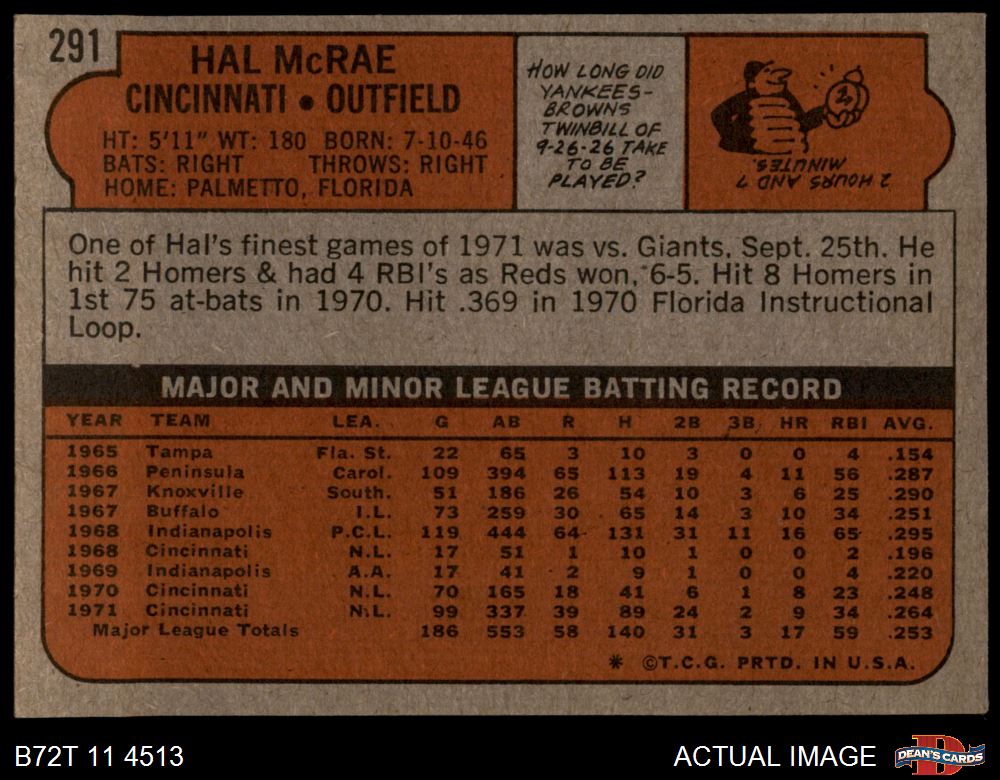 291
HAL McRAE
CINCINNATI • OUTFIELD
HT: 5'11" WT: 180 BORN: 7-10-46
BATS: RIGHT THROWS: RIGHT
HOME: PALMETTO, FLORIDA
HOW LONG DID
YANKEES-
BROWNS
TWINBILL OF
9-26-26 TAKE
TO BE
PLAYED?
2 HOURS AND 7
MINUTES.
One of Hal's finest games of 1971 was vs. Giants, Sept. 25th. He
hit 2 Homers & had 4 RBI's as Reds won, 6-5. Hit 8 Homers in
1st 75 at-bats in 1970. Hit .369 in 1970 Florida Instructional
Loop.
MAJOR AND MINOR LEAGUE BATTING RECORD
YEAR TEAM LEA. G AB R H 2B 3B HR RBI AVG.
1965 Tampa Fla. St. 22 65 3 10 3 0 0 4 .154
1966 Peninsula Carol. 109 394 65 113 19 4 11 56 .287
1967 Knoxville South. 51 186 26 54 10 3 6 25 .290
1967 Buffalo I.L. 73 259 30 65 14 3 10 34 .251
1968 Indianapolis P.C.L. 119 444 64 131 31 11 16 65 .295
1968 Cincinnati N.L. 17 51 1 10 1 0 0 2 .196
1969 Indianapolis A.A. 17 41 2 9 1 0 0 4 .220
1970 Cincinnati N.L. 70 165 18 41 6 1 8 23 .248
1971 Cincinnati N.L. 99 337 39 89 24 2 9 34 .264
Major League Totals 186 553 58 140 31 3 17 59 .253
* ©T.C.G. PRTD. IN U.S.A.
B72T 11 4513
ACTUAL IMAGE
D
DEAN'S CARDS